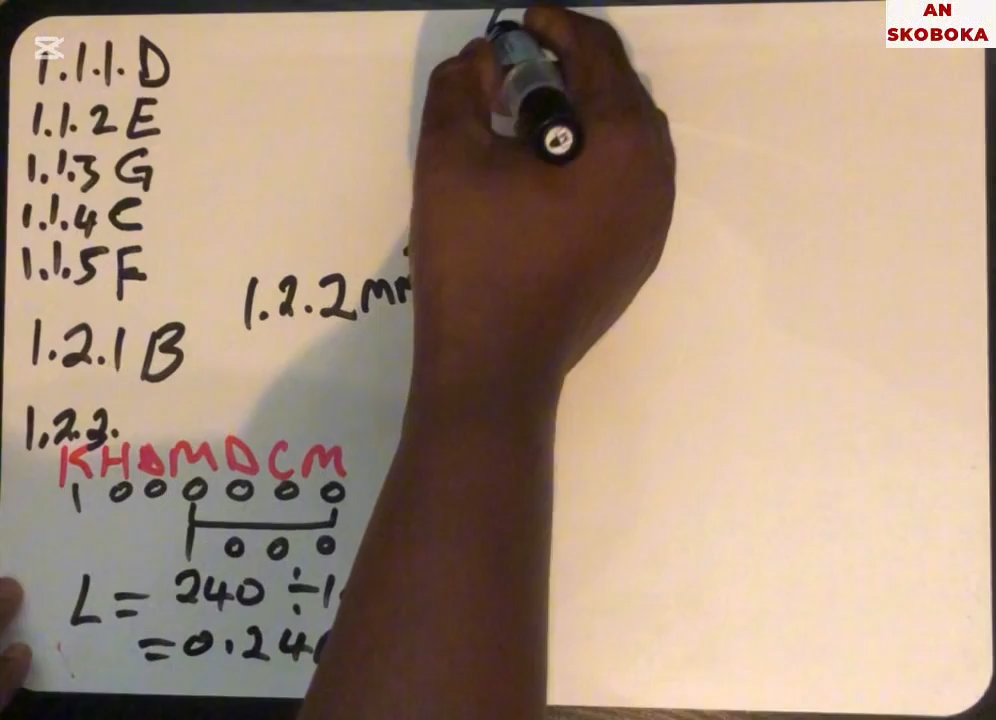 AN
SKOBOKA
1.1.1. D
1.1.2 E
1.1.3 G
1.1.4 C
1.1.5 F
1.2.2 mm
1.2.1 B
1.2.3.
K H D M D C M
1 0 0 0 0 0 0
0 0 0
L = 240 ÷ 1
= 0.24